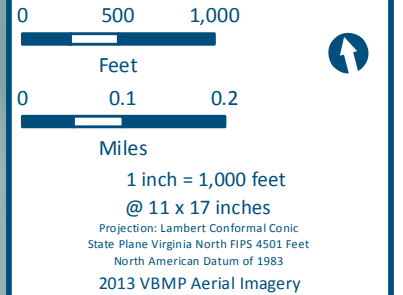 0 500 1,000
Feet
0 0.1 0.2
Miles
1 inch = 1,000 feet
@ 11 x 17 inches
Projection: Lambert Conformal Conic
State Plane Virginia North FIPS 4501 Feet
North American Datum of 1983
2013 VBMP Aerial Imagery